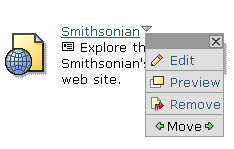 Smithsonian
Explore th
Smithsonian's
web site.
Edit
Preview
Remove
Move